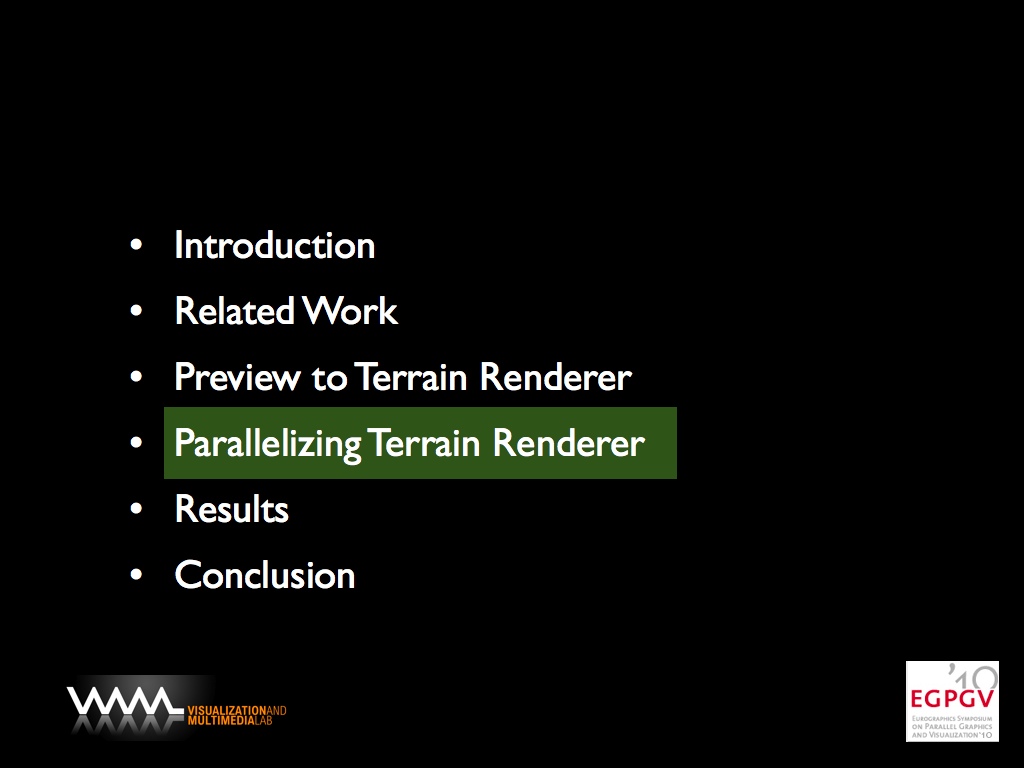 • Introduction
• Related Work
• Preview to Terrain Renderer
• Parallelizing Terrain Renderer
• Results
• Conclusion
VISUALIZATIONAND
MULTIMEDIALAB
'10
EGPGV
EUROGRAPHICS SYMPOSIUM
ON PARALLEL GRAPHICS
AND VISUALIZATION'10